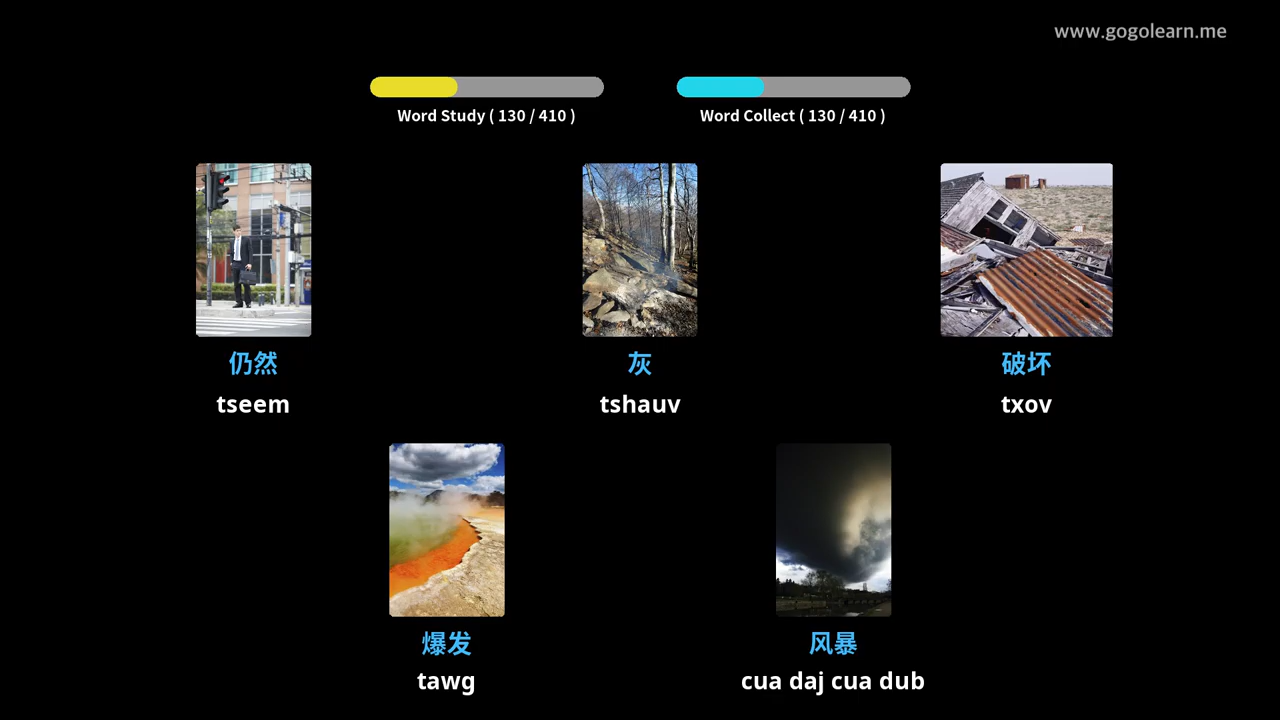 www.gogolearn.me
Word Study ( 130 / 410 )
Word Collect ( 130 / 410 )
仍然
灰
破坏
tseem
tshauv
txov
爆发
风暴
tawg
cua daj cua dub